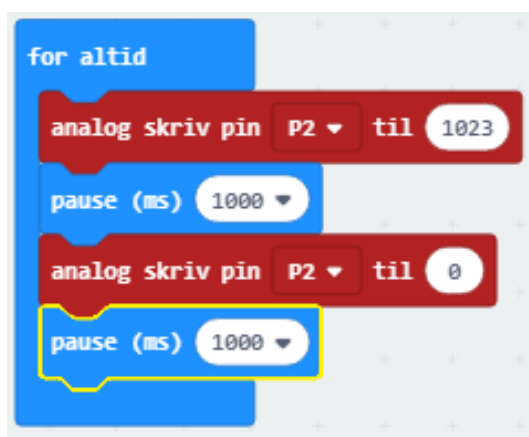 for altid
analog skriv pin P2 til 1023
pause (ms) 1000
analog skriv pin P2 til 0
pause (ms) 1000